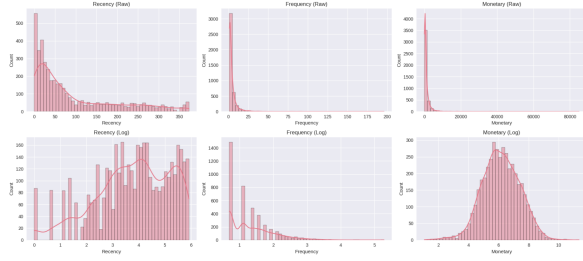 Recency (Raw)
Frequency (Raw)
Monetary (Raw)
500
400
300
200
100
0
Count
0 50 100 150 200 250 300 350
Recency
3000
2500
2000
1500
1000
500
0
Count
0 25 50 75 100 125 150 175 200
Frequency
4000
3500
3000
2500
2000
1500
1000
500
0
Count
0 20000 40000 60000 80000
Monetary
Recency (Log)
Frequency (Log)
Monetary (Log)
160
140
120
100
80
60
40
20
0
Count
0 1 2 3 4 5 6
Recency
1400
1200
1000
800
600
400
200
0
Count
1 2 3 4 5
Frequency
300
250
200
150
100
50
0
Count
2 4 6 8 10
Monetary